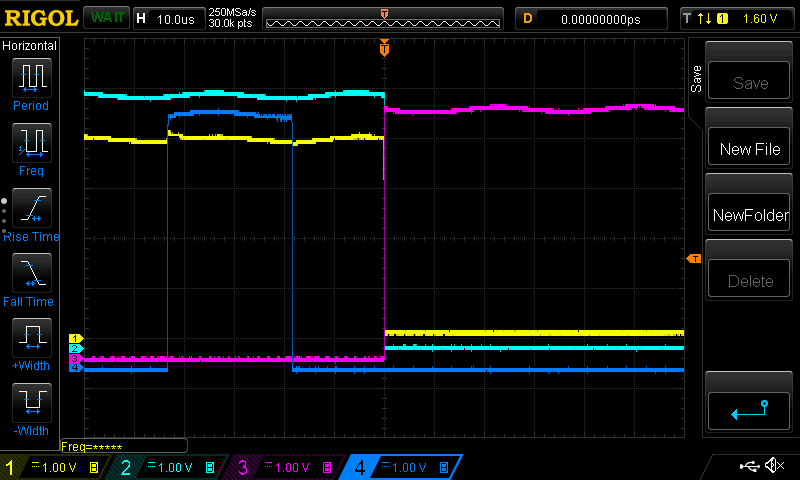 RIGOL WAIT H 10.0us 250MSa/s 30.0k pts D 0.00000000ps T 1 1.60 V
T
Horizontal
Period
Freq
Rise Time
Fall Time
+Width
-Width
1
2
3
4
T
Save
Save
New File
NewFolder
Delete
Freq=*****
1 1.00 V B 2 1.00 V B 3 1.00 V B 4 1.00 V B